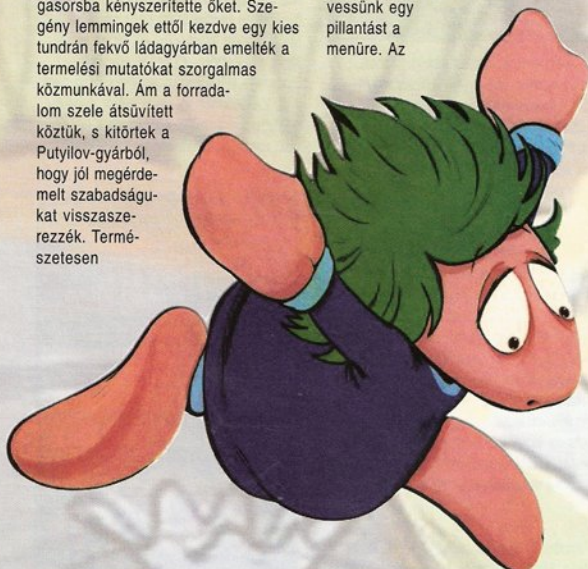 gasorsba kényszerítette őket. Sze-
gény lemmingek ettől kezdve egy kies
tundrán fekvő ládagyárban emelték a
termelési mutatókat szorgalmas
közmunkával. Ám a forrada-
lom szele átsüvített
köztük, s kitörtek a
Putyilov-gyárból,
hogy jól megérde-
melt szabadságu-
kat visszasze-
rezzék. Termé-
szetesen
vessünk egy
pillantást a
menüre. Az